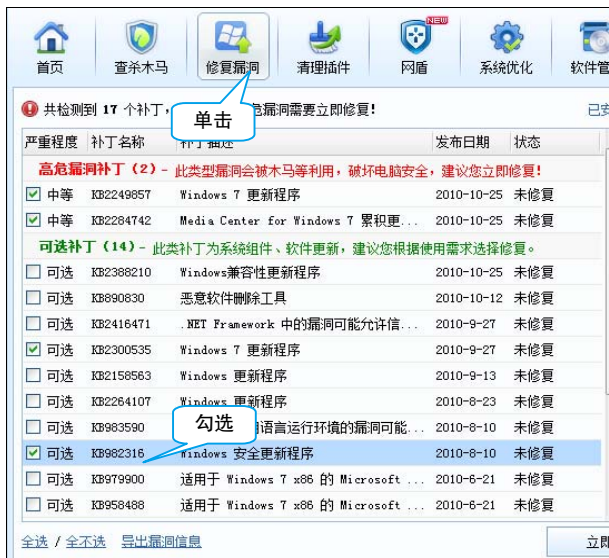 NEW
首页 查杀木马 修复漏洞 清理插件 网盾 系统优化 软件管
共检测到 17 个补丁, 危漏洞需要立即修复!
单击
严重程度 补丁名称 补丁描述 发布日期 状态
高危漏洞补丁 (2) - 此类型漏洞会被木马等利用，破坏电脑安全，建议您立即修复!
中等 KB2249857 Windows 7 更新程序 2010-10-25 未修复
中等 KB2284742 Media Center for Windows 7 累积更... 2010-10-25 未修复
可选补丁 (14) - 此类补丁为系统组件、软件更新，建议您根据使用需求选择修复。
可选 KB2388210 Windows兼容性更新程序 2010-10-25 未修复
可选 KB890830 恶意软件删除工具 2010-10-12 未修复
可选 KB2416471 .NET Framework 中的漏洞可能允许信... 2010-9-27 未修复
可选 KB2300535 Windows 7 更新程序 2010-9-27 未修复
可选 KB2158563 Windows 更新程序 2010-9-13 未修复
可选 KB2264107 Windows 更新程序 2010-8-23 未修复
勾选
可选 KB983590 语言运行环境的漏洞可能... 2010-8-10 未修复
可选 KB982316 Windows 安全更新程序 2010-8-10 未修复
可选 KB979900 适用于 Windows 7 x86 的 Microsoft ... 2010-6-21 未修复
可选 KB958488 适用于 Windows 7 x86 的 Microsoft ... 2010-6-21 未修复
全选 / 全不选 导出漏洞信息 立即